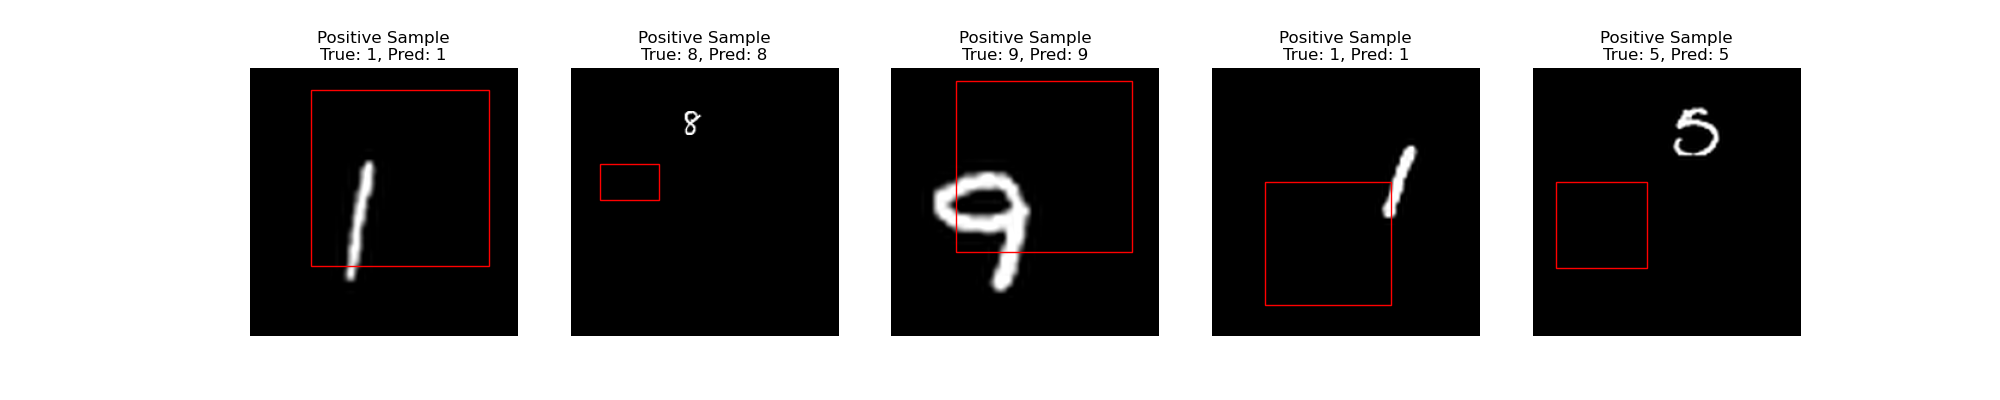 Positive Sample
True: 1, Pred: 1
Positive Sample
True: 8, Pred: 8
Positive Sample
True: 9, Pred: 9
Positive Sample
True: 1, Pred: 1
Positive Sample
True: 5, Pred: 5
1
8
9
1
5